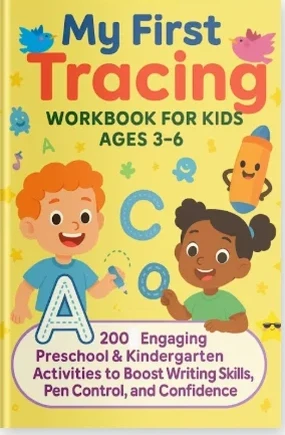 My First
Tracing
WORKBOOK FOR KIDS
AGES 3–6
A
C
O
A
200 Engaging
Preschool & Kindergarten
Activities to Boost Writing Skills,
Pen Control, and Confidence